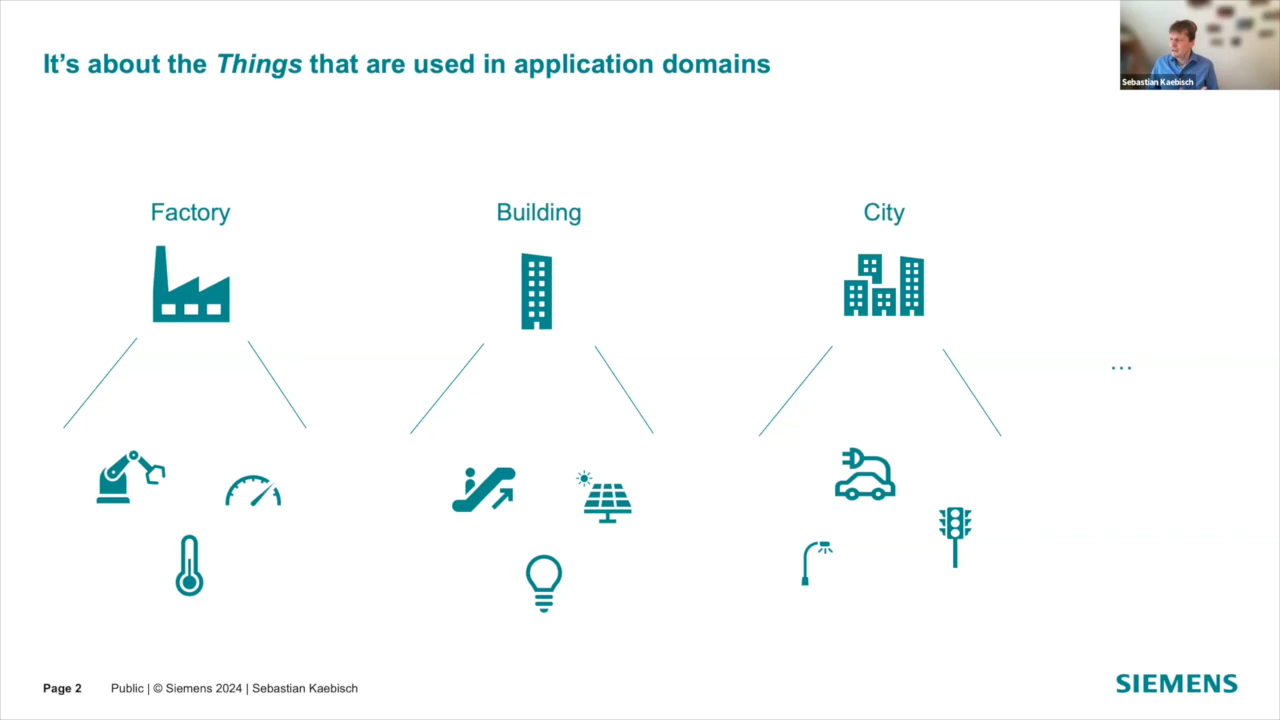 It's about the Things that are used in application domains
Sebastian Kaebisch
Factory
Building
City
...
Page 2
Public | © Siemens 2024 | Sebastian Kaebisch
SIEMENS